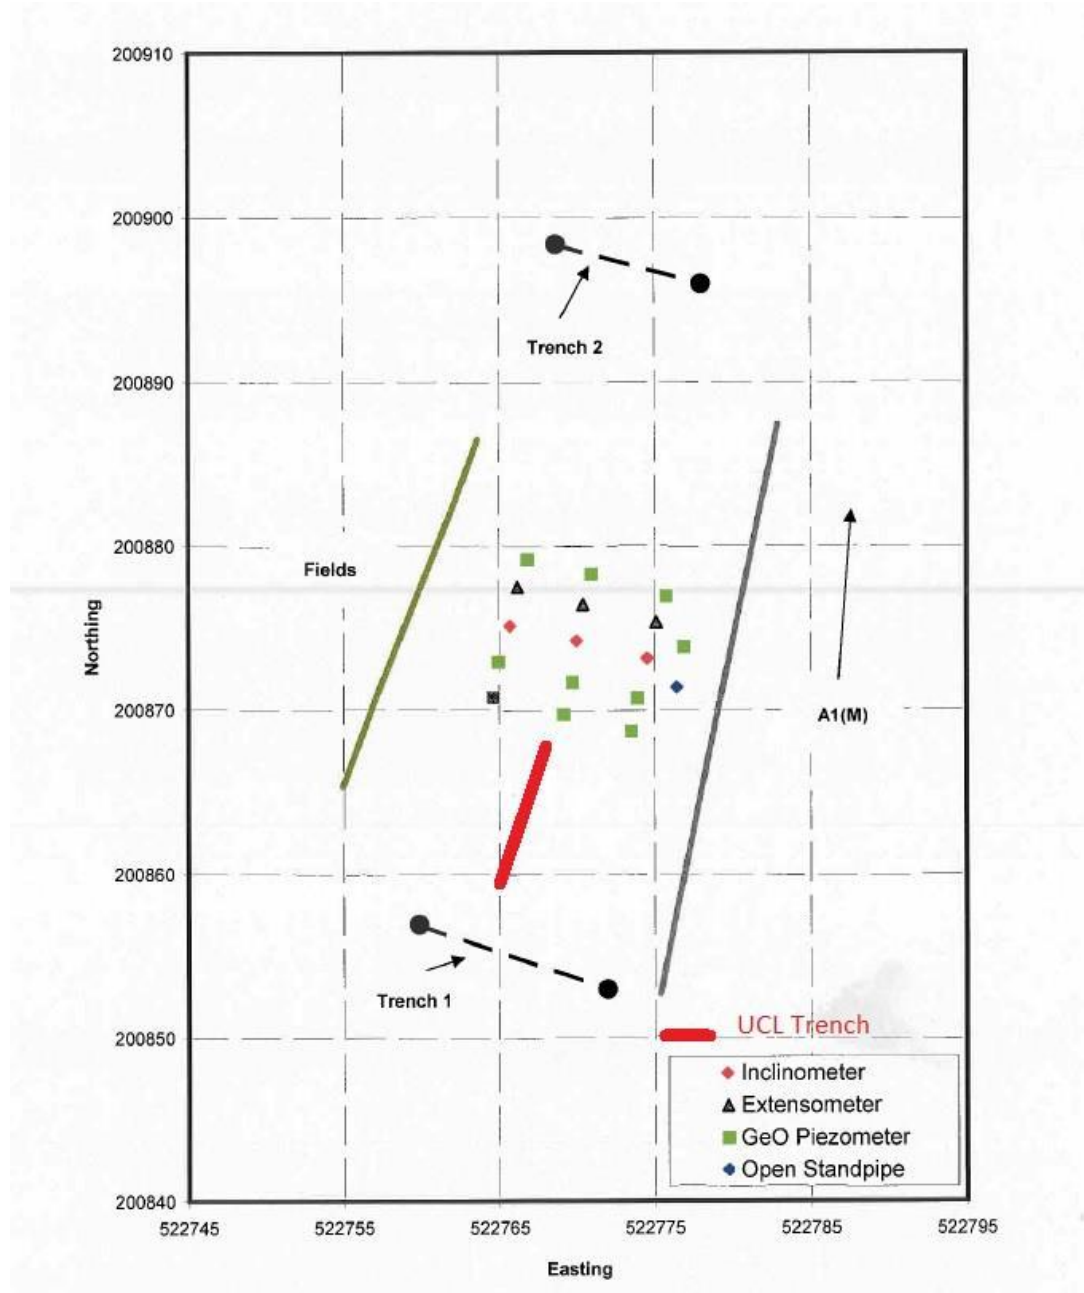 200910
200900
Trench 2
200890
200880
Fields
Northing
200870
A1(M)
200860
Trench 1
UCL Trench
200850
Inclinometer
Extensometer
GeO Piezometer
Open Standpipe
200840
522745 522755 522765 522775 522785 522795
Easting